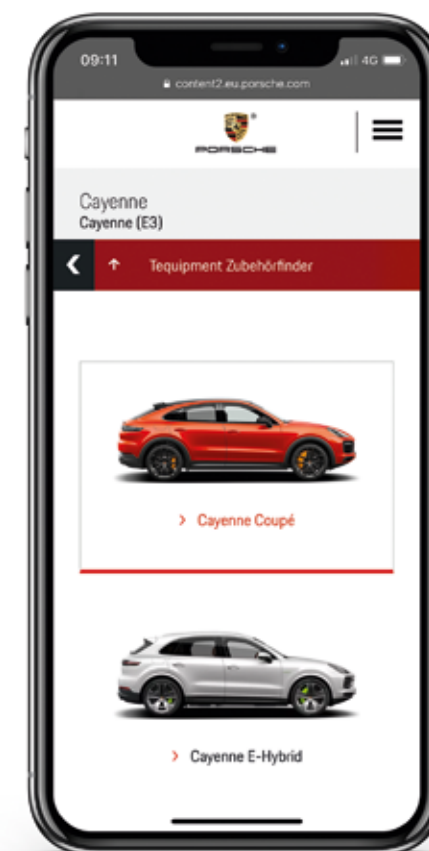 09:11
4G
content2.eu.porsche.com
PORSCHE
Cayenne
Cayenne (E3)
Tequipment Zubehörfinder
> Cayenne Coupé
> Cayenne E-Hybrid